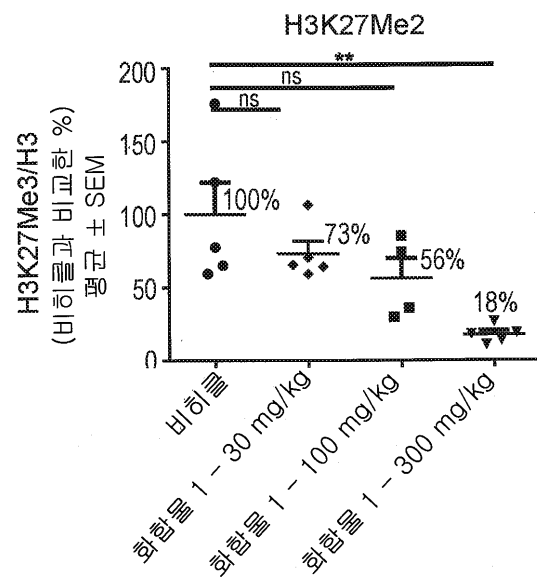 H3K27Me2
**
ns
ns
H3K27Me3/H3
(비히클과 비교한 %)
평균 ± SEM
200
150
100
50
0
100%
73%
56%
18%
비히클
화합물 1 - 30 mg/kg
화합물 1 - 100 mg/kg
화합물 1 - 300 mg/kg